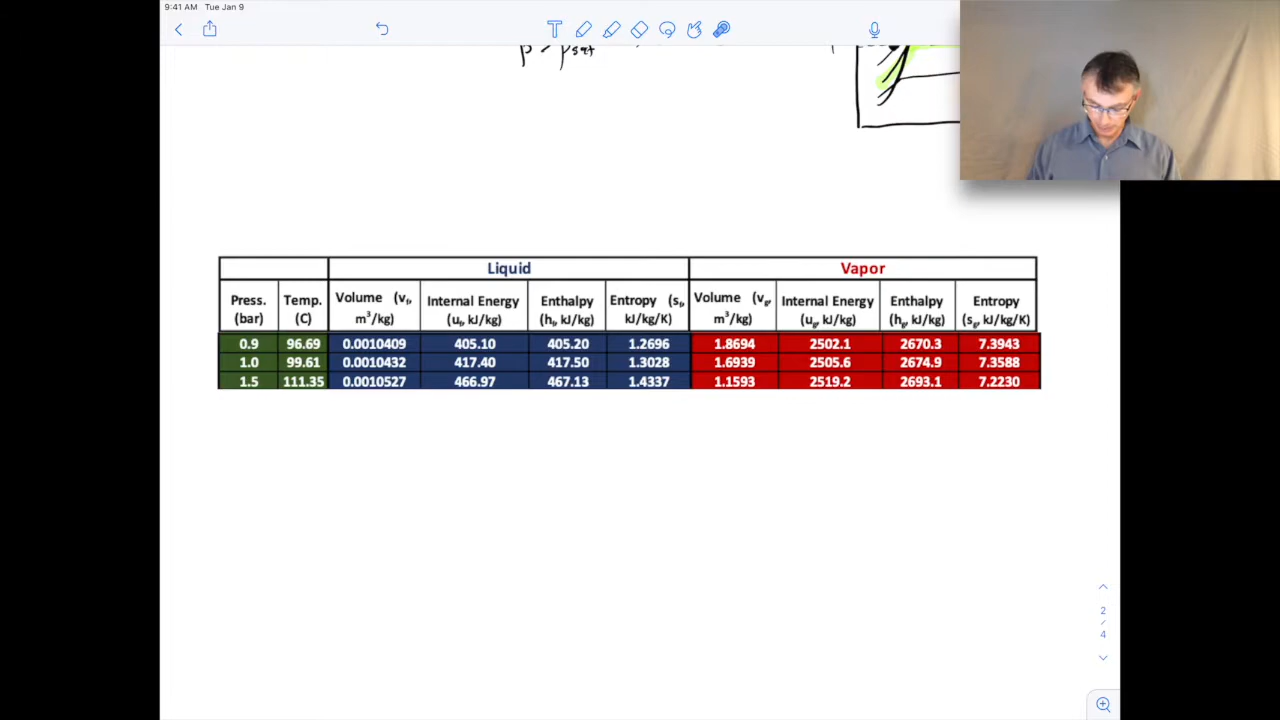 9:41 AM Tue Jan 9
p > psat
Liquid Vapor
Press. (bar) Temp. (C) Volume (vf, m³/kg) Internal Energy (uf, kJ/kg) Enthalpy (hf, kJ/kg) Entropy (sf, kJ/kg/K) Volume (vg, m³/kg) Internal Energy (ug, kJ/kg) Enthalpy (hg, kJ/kg) Entropy (sg, kJ/kg/K)
0.9 96.69 0.0010409 405.10 405.20 1.2696 1.8694 2502.1 2670.3 7.3943
1.0 99.61 0.0010432 417.40 417.50 1.3028 1.6939 2505.6 2674.9 7.3588
1.5 111.35 0.0010527 466.97 467.13 1.4337 1.1593 2519.2 2693.1 7.2230
2
/
4